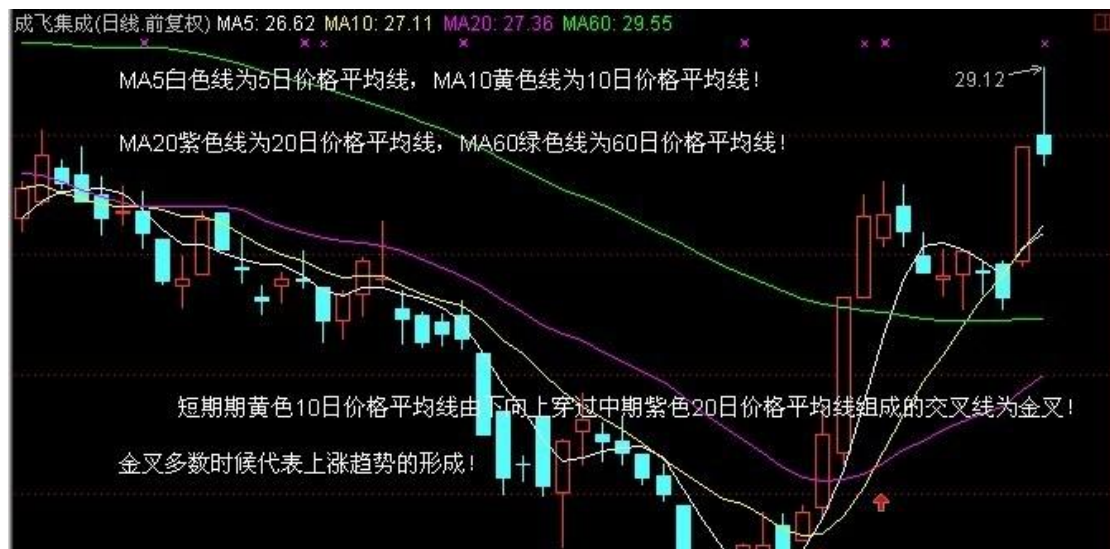 成飞集成(日线.前复权) MA5: 26.62 MA10: 27.11 MA20: 27.36 MA60: 29.55
MA5白色线为5日价格平均线，MA10黄色线为10日价格平均线！
29.12
MA20紫色线为20日价格平均线，MA60绿色线为60日价格平均线！
短期期黄色10日价格平均线由下向上穿过中期紫色20日价格平均线组成的交叉线为金叉！
金叉多数时候代表上涨趋势的形成！